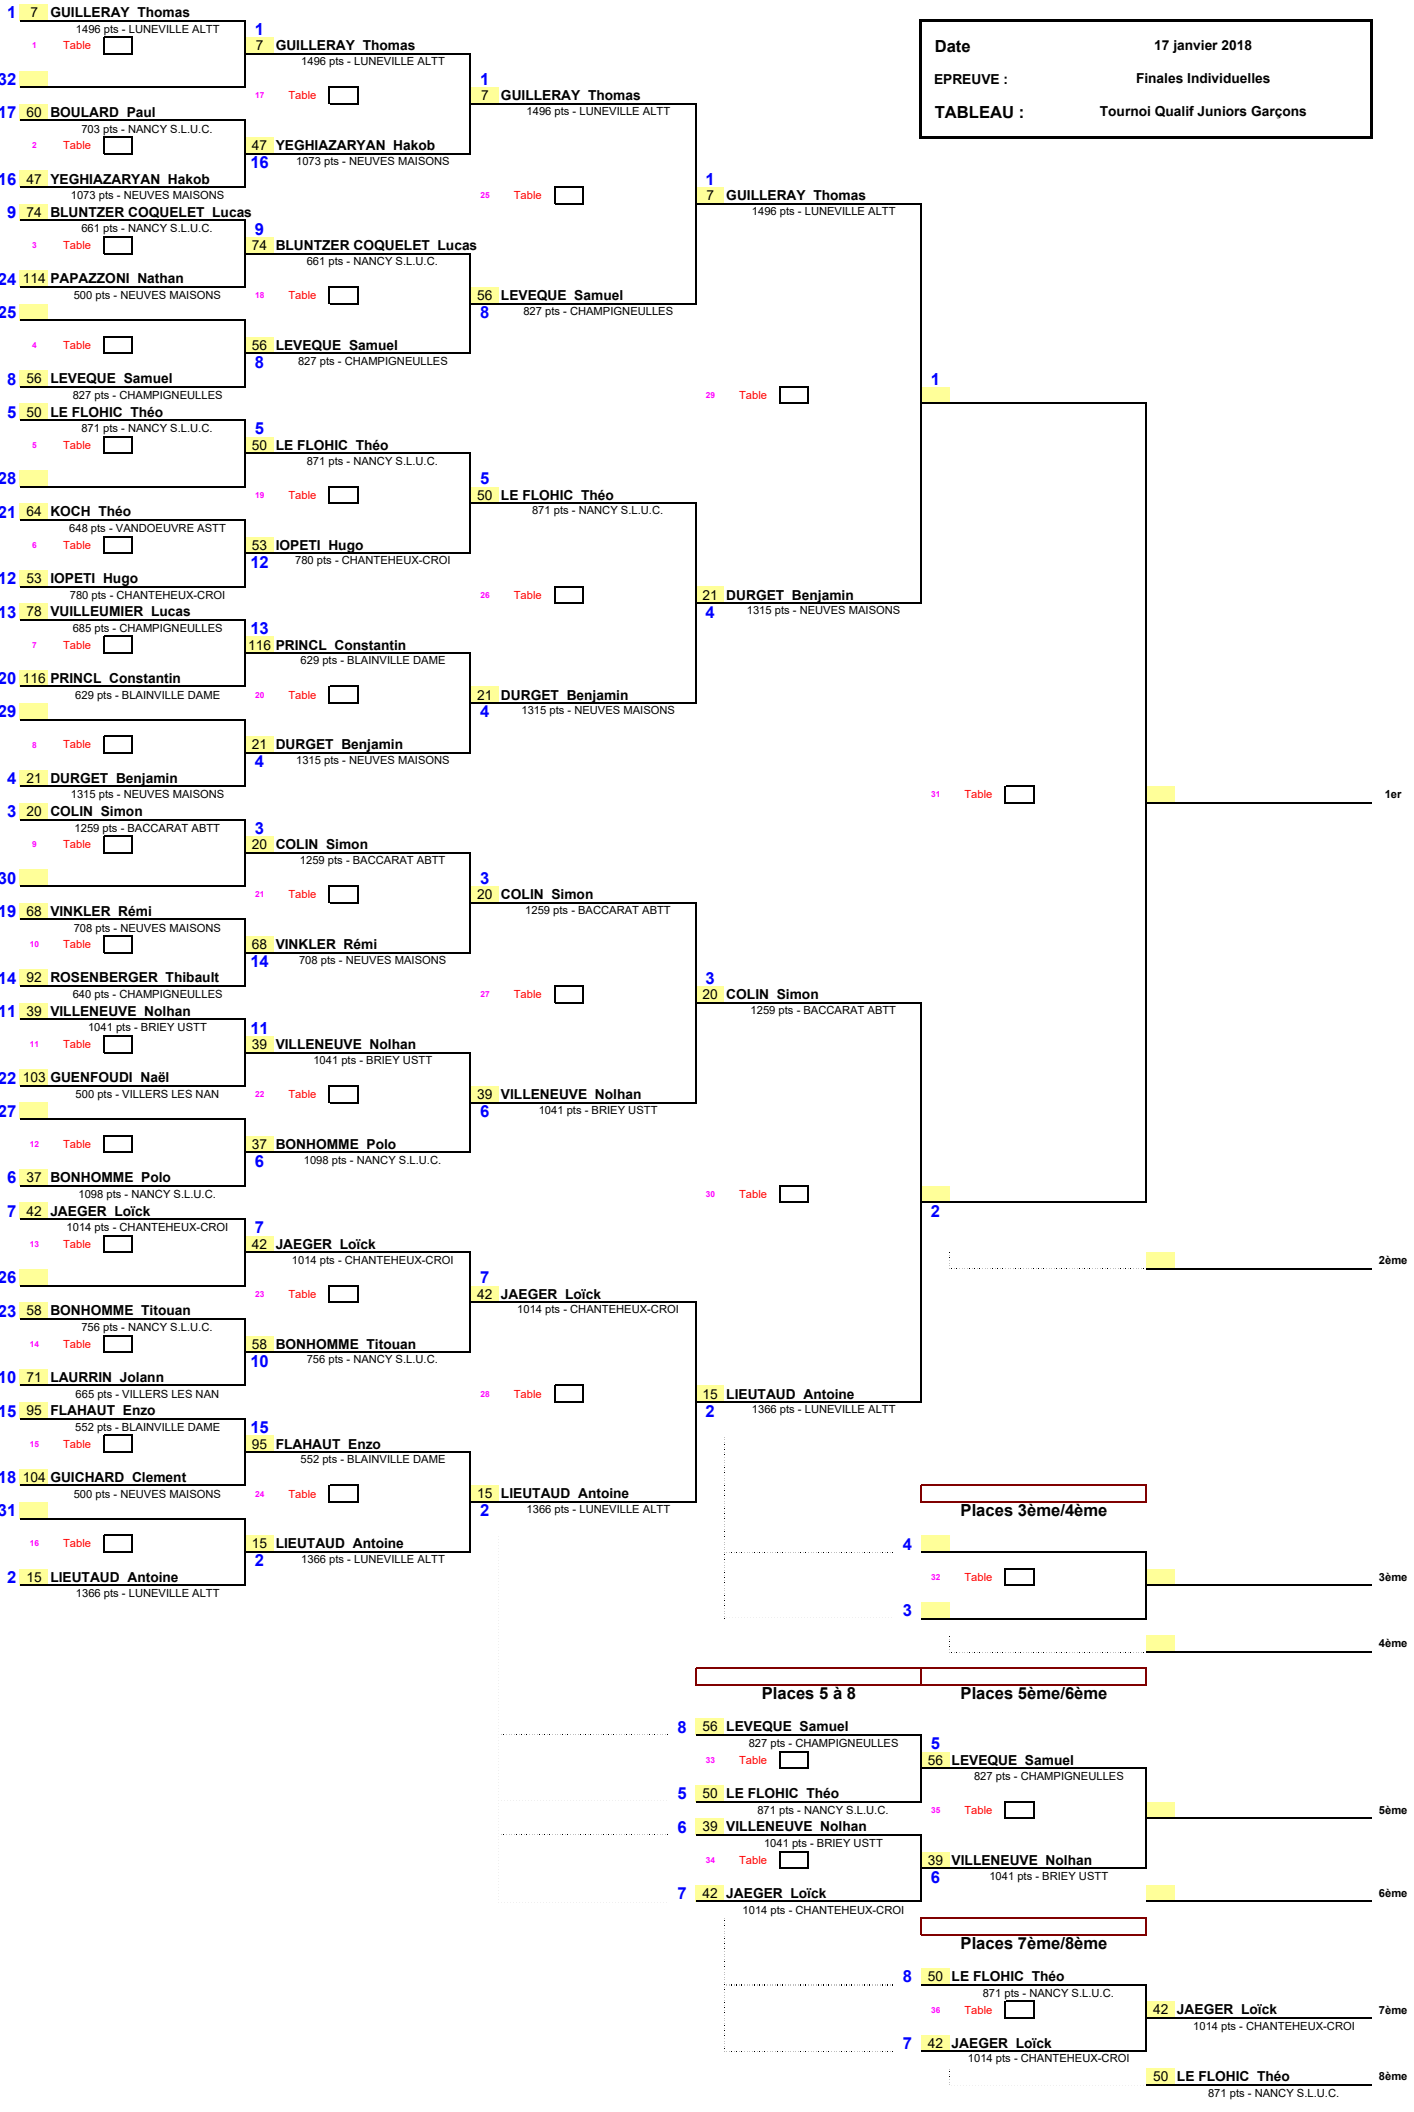 Date 17 janvier 2018
EPREUVE : Finales Individuelles
TABLEAU : Tournoi Qualif Juniors Garçons
1 7 GUILLERAY Thomas
1496 pts - LUNEVILLE ALTT
1 Table
32
17 60 BOULARD Paul
703 pts - NANCY S.L.U.C.
2 Table
16 47 YEGHIAZARYAN Hakob
1073 pts - NEUVES MAISONS
9 74 BLUNTZER COQUELET Lucas
661 pts - NANCY S.L.U.C.
3 Table
24 114 PAPAZZONI Nathan
500 pts - NEUVES MAISONS
25
4 Table
8 56 LEVEQUE Samuel
827 pts - CHAMPIGNEULLES
5 50 LE FLOHIC Théo
871 pts - NANCY S.L.U.C.
5 Table
28
21 64 KOCH Théo
648 pts - VANDOEUVRE ASTT
6 Table
12 53 IOPETI Hugo
780 pts - CHANTEHEUX-CROI
13 78 VUILLEUMIER Lucas
685 pts - CHAMPIGNEULLES
7 Table
20 116 PRINCL Constantin
629 pts - BLAINVILLE DAME
29
8 Table
4 21 DURGET Benjamin
1315 pts - NEUVES MAISONS
3 20 COLIN Simon
1259 pts - BACCARAT ABTT
9 Table
30
19 68 VINKLER Rémi
708 pts - NEUVES MAISONS
10 Table
14 92 ROSENBERGER Thibault
640 pts - CHAMPIGNEULLES
11 39 VILLENEUVE Nolhan
1041 pts - BRIEY USTT
11 Table
22 103 GUENFOUDI Naël
500 pts - VILLERS LES NAN
27
12 Table
6 37 BONHOMME Polo
1098 pts - NANCY S.L.U.C.
7 42 JAEGER Loïck
1014 pts - CHANTEHEUX-CROI
13 Table
26
23 58 BONHOMME Titouan
756 pts - NANCY S.L.U.C.
14 Table
10 71 LAURRIN Jolann
665 pts - VILLERS LES NAN
15 95 FLAHAUT Enzo
552 pts - BLAINVILLE DAME
15 Table
18 104 GUICHARD Clement
500 pts - NEUVES MAISONS
31
16 Table
2 15 LIEUTAUD Antoine
1366 pts - LUNEVILLE ALTT
1
7 GUILLERAY Thomas
1496 pts - LUNEVILLE ALTT
17 Table
47 YEGHIAZARYAN Hakob
16 1073 pts - NEUVES MAISONS
9
74 BLUNTZER COQUELET Lucas
661 pts - NANCY S.L.U.C.
18 Table
56 LEVEQUE Samuel
8 827 pts - CHAMPIGNEULLES
5
50 LE FLOHIC Théo
871 pts - NANCY S.L.U.C.
19 Table
53 IOPETI Hugo
12 780 pts - CHANTEHEUX-CROI
13
116 PRINCL Constantin
629 pts - BLAINVILLE DAME
20 Table
21 DURGET Benjamin
4 1315 pts - NEUVES MAISONS
3
20 COLIN Simon
1259 pts - BACCARAT ABTT
21 Table
68 VINKLER Rémi
14 708 pts - NEUVES MAISONS
11
39 VILLENEUVE Nolhan
1041 pts - BRIEY USTT
22 Table
37 BONHOMME Polo
6 1098 pts - NANCY S.L.U.C.
7
42 JAEGER Loïck
1014 pts - CHANTEHEUX-CROI
23 Table
58 BONHOMME Titouan
10 756 pts - NANCY S.L.U.C.
15
95 FLAHAUT Enzo
552 pts - BLAINVILLE DAME
24 Table
15 LIEUTAUD Antoine
2 1366 pts - LUNEVILLE ALTT
1
7 GUILLERAY Thomas
1496 pts - LUNEVILLE ALTT
25 Table
56 LEVEQUE Samuel
8 827 pts - CHAMPIGNEULLES
5
50 LE FLOHIC Théo
871 pts - NANCY S.L.U.C.
26 Table
21 DURGET Benjamin
4 1315 pts - NEUVES MAISONS
3
20 COLIN Simon
1259 pts - BACCARAT ABTT
27 Table
39 VILLENEUVE Nolhan
6 1041 pts - BRIEY USTT
7
42 JAEGER Loïck
1014 pts - CHANTEHEUX-CROI
28 Table
15 LIEUTAUD Antoine
2 1366 pts - LUNEVILLE ALTT
1
7 GUILLERAY Thomas
1496 pts - LUNEVILLE ALTT
29 Table
21 DURGET Benjamin
4 1315 pts - NEUVES MAISONS
3
20 COLIN Simon
1259 pts - BACCARAT ABTT
30 Table
15 LIEUTAUD Antoine
2 1366 pts - LUNEVILLE ALTT
1
31 Table
1er
2
2ème
Places 3ème/4ème
4
32 Table
3ème
3
4ème
Places 5 à 8
8 56 LEVEQUE Samuel
827 pts - CHAMPIGNEULLES
33 Table
5 50 LE FLOHIC Théo
871 pts - NANCY S.L.U.C.
6 39 VILLENEUVE Nolhan
1041 pts - BRIEY USTT
34 Table
7 42 JAEGER Loïck
1014 pts - CHANTEHEUX-CROI
Places 5ème/6ème
5
56 LEVEQUE Samuel
827 pts - CHAMPIGNEULLES
35 Table
5ème
39 VILLENEUVE Nolhan
6 1041 pts - BRIEY USTT
6ème
Places 7ème/8ème
8 50 LE FLOHIC Théo
871 pts - NANCY S.L.U.C.
36 Table
7 42 JAEGER Loïck
1014 pts - CHANTEHEUX-CROI
42 JAEGER Loïck 7ème
1014 pts - CHANTEHEUX-CROI
50 LE FLOHIC Théo 8ème
871 pts - NANCY S.L.U.C.